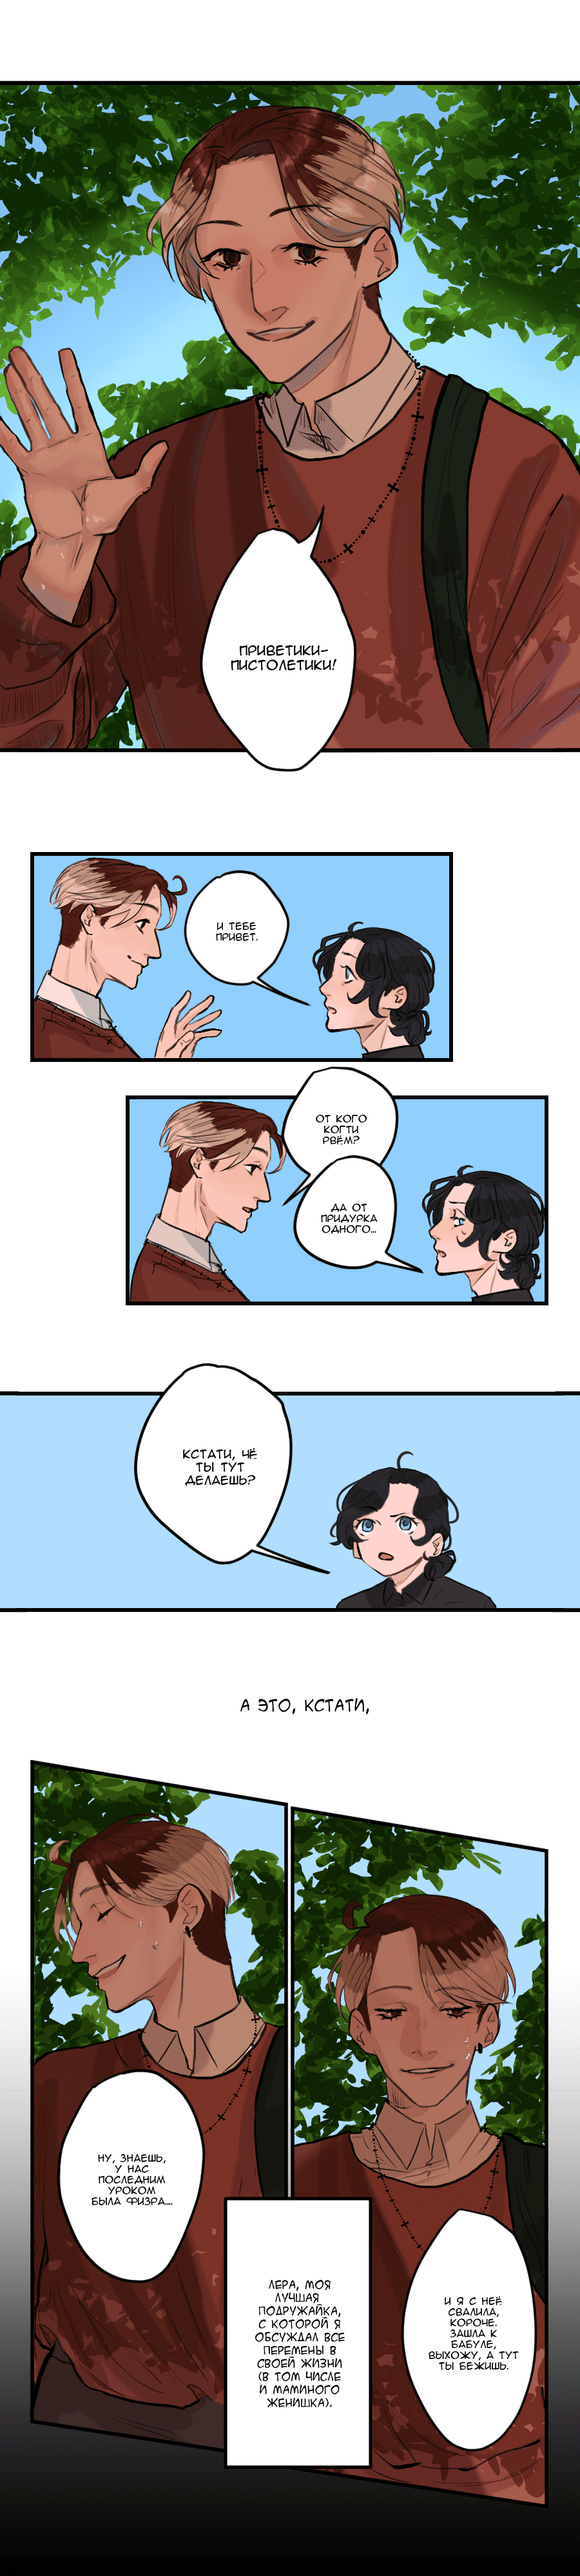 ПРИВЕТИКИ-
ПИСТОЛЕТИКИ!
И ТЕБЕ
ПРИВЕТ.
ОТ КОГО
КОГТИ
РВЁМ?
ДА ОТ
ПРИДУРКА
ОДНОГО...
КСТАТИ, ЧЁ
ТЫ ТУТ
ДЕЛАЕШЬ?
А ЭТО, КСТАТИ,
НУ, ЗНАЕШЬ,
У НАС
ПОСЛЕДНИМ
УРОКОМ
БЫЛА ФИЗРА...
ЛЕРА, МОЯ
ЛУЧШАЯ
ПОДРУЖАЙКА,
С КОТОРОЙ Я
ОБСУЖДАЛ ВСЕ
ПЕРЕМЕНЫ В
СВОЕЙ ЖИЗНИ
(В ТОМ ЧИСЛЕ
И МАМИНОГО
ЖЕНИШКА).
И Я С НЕЁ
СВАЛИЛА,
КОРОЧЕ.
ЗАШЛА К
БАБУЛЕ,
ВЫХОЖУ, А ТУТ
ТЫ БЕЖИШЬ.